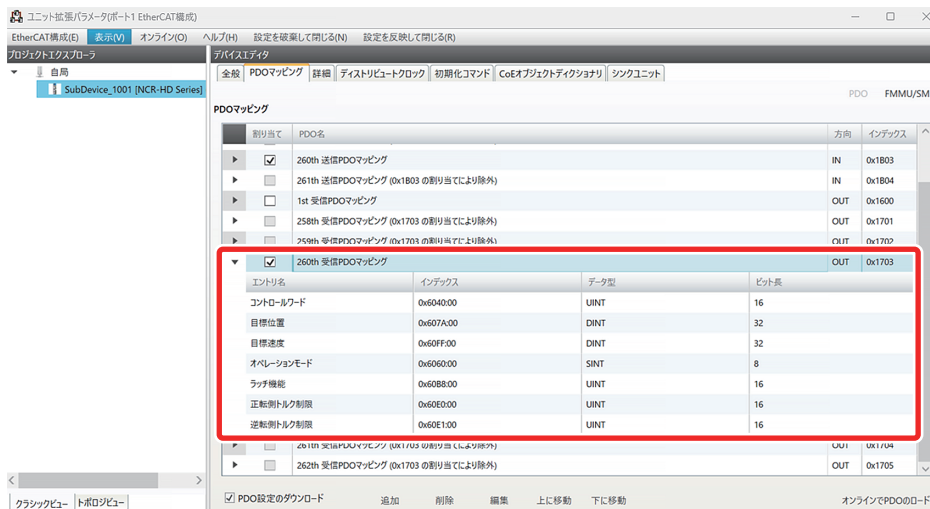 ユニット拡張パラメータ(ポート1 EtherCAT構成)
EtherCAT構成(E) 表示(V) オンライン(O) ヘルプ(H) 設定を破棄して閉じる(N) 設定を反映して閉じる(R)
プロジェクトエクスプローラ
自局
SubDevice_1001 [NCR-HD Series]
クラシックビュー トポロジビュー
デバイスエディタ
全般 PDOマッピング 詳細 ディストリビュートクロック 初期化コマンド CoEオブジェクトディクショナリ シンクユニット
PDO FMMU/SM
PDOマッピング
割り当て PDO名 方向 インデックス
260th 送信PDOマッピング IN 0x1B03
261th 送信PDOマッピング (0x1B03 の割り当てにより除外) IN 0x1B04
1st 受信PDOマッピング OUT 0x1600
258th 受信PDOマッピング (0x1703 の割り当てにより除外) OUT 0x1701
259th 受信PDOマッピング (0x1703 の割り当てにより除外) OUT 0x1702
260th 受信PDOマッピング OUT 0x1703
エントリ名 インデックス データ型 ビット長
コントロールワード 0x6040:00 UINT 16
目標位置 0x607A:00 DINT 32
目標速度 0x60FF:00 DINT 32
オペレーションモード 0x6060:00 SINT 8
ラッチ機能 0x60B8:00 UINT 16
正転側トルク制限 0x60E0:00 UINT 16
逆転側トルク制限 0x60E1:00 UINT 16
261th 受信PDOマッピング (0x1703 の割り当てにより除外) OUT 0x1704
262th 受信PDOマッピング (0x1703 の割り当てにより除外) OUT 0x1705
PDO設定のダウンロード 追加 削除 編集 上に移動 下に移動 オンラインでPDOのロード